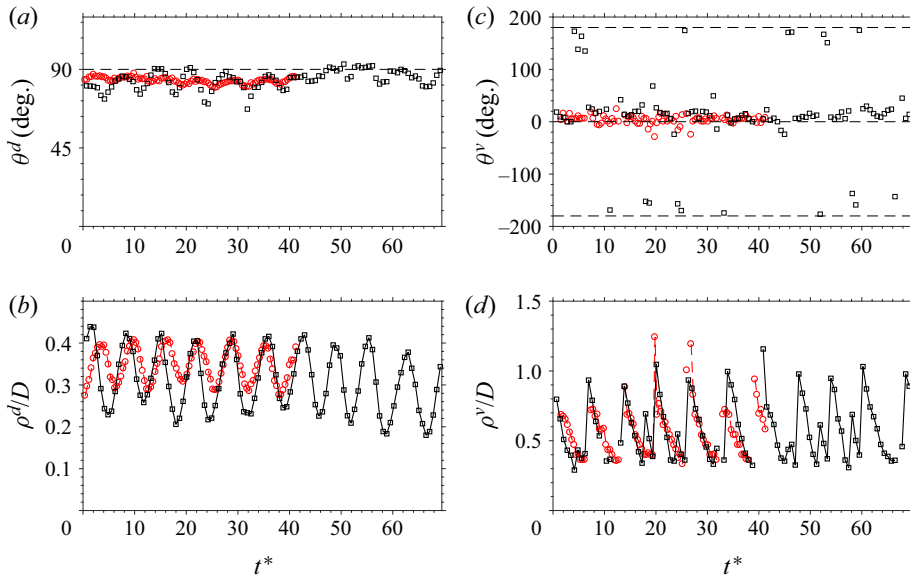 (a)
90
45
θ^d (deg.)
0 10 20 30 40 50 60
(c)
200
100
0
−100
−200
θ^v (deg.)
0 10 20 30 40 50 60 70
(b)
0.4
0.3
0.2
0.1
ρ^d/D
0 10 20 30 40 50 60
t*
(d)
1.5
1.0
0.5
ρ^v/D
0 10 20 30 40 50 60 70
t*